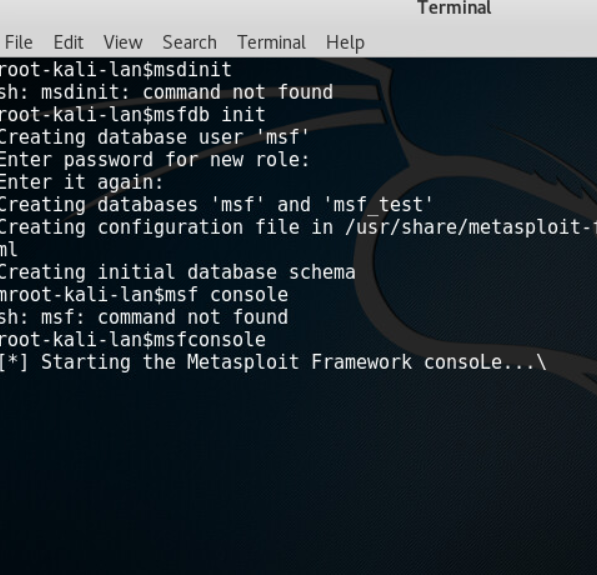 Terminal
File Edit View Search Terminal Help
root-kali-lan$msdinit
sh: msdinit: command not found
root-kali-lan$msfdb init
Creating database user 'msf'
Enter password for new role:
Enter it again:
Creating databases 'msf' and 'msf_test'
Creating configuration file in /usr/share/metasploit-f
ml
Creating initial database schema
mroot-kali-lan$msf console
sh: msf: command not found
root-kali-lan$msfconsole
[*] Starting the Metasploit Framework consoLe...\